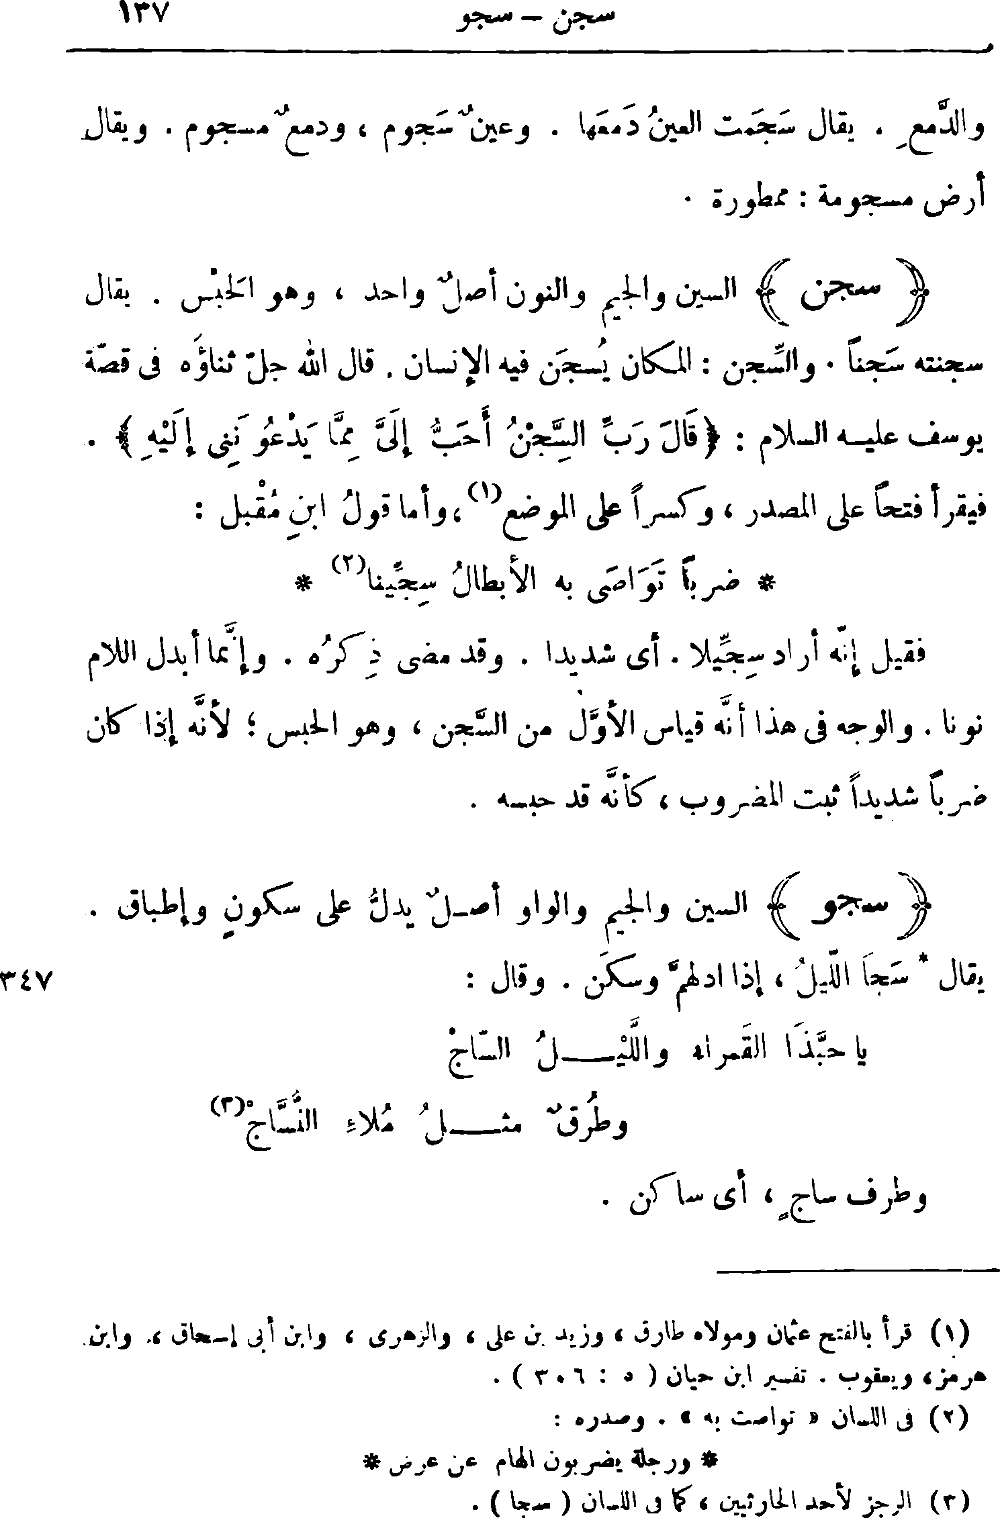 سجن – سجو ١٣٧
والدَّمعِ . يقال سَجَمت العينُ دَمعَها . وعينٌ سَجوم ، ودمعٌ مسجوم . ويقال
أرض مسجومة : ممطورة .
﴿ سجن ﴾ السين والجيم والنون أصلٌ واحد ، وهو الحَبْس . يقال
سجنته سَجناً . والسِّجن : المكان يُسجَن فيه الإنسان . قال الله جلّ ثناؤه فى قصّة
يوسف عليه السلام : ﴿ قَالَ رَبِّ السِّجْنُ أَحَبُّ إِلَىَّ مِمَّا يَدْعُونَنِى إِلَيْهِ ﴾ .
فيقرأ فتحاً على المصدر ، وكسراً على الموضع(١) ، وأما قولُ ابنِ مُقْبل :
* ضرباً تَوَاصَى به الأبطالُ سِجِّينا(٢) *
فقيل إنّه أراد سِجِّيلا . أى شديدا . وقد مضى ذِكرُه . وإنَّما أبدل اللام
نونا . والوجه فى هذا أنَّه قياس الأوَّل من السَّجن ، وهو الحبس ؛ لأنَّه إذا كان
ضرباً شديداً ثبت المضروب ، كأنَّه قد حبسه .
﴿ سجو ﴾ السين والجيم والواو أصلٌ يدلُّ على سكونٍ وإطباق .
يقال * سَجَا اللّيلُ ، إذا ادلهمَّ وسكَن . وقال : ٣٤٧
يا حبَّذَا القَمراء واللَّيْلُ السّاجْ
وطُرقٌ مثلُ مُلاءِ النُّسَّاجْ(٣)
وطرف ساجٍ ، أى ساكن .
(١) قرأ بالفتح عثمان ومولاه طارق ، وزيد بن على ، والزهرى ، وابن أبى إسحاق ، وابن
هرمز، ويعقوب . تفسير ابن حيان ( ٥ : ٣٠٦ ) .
(٢) فى اللسان « تواصت به » . وصدره :
* ورجلة يضربون الهام عن عرض *
(٣) الرجز لأحد الحارثيين ، كما فى اللسان ( سجا ) .